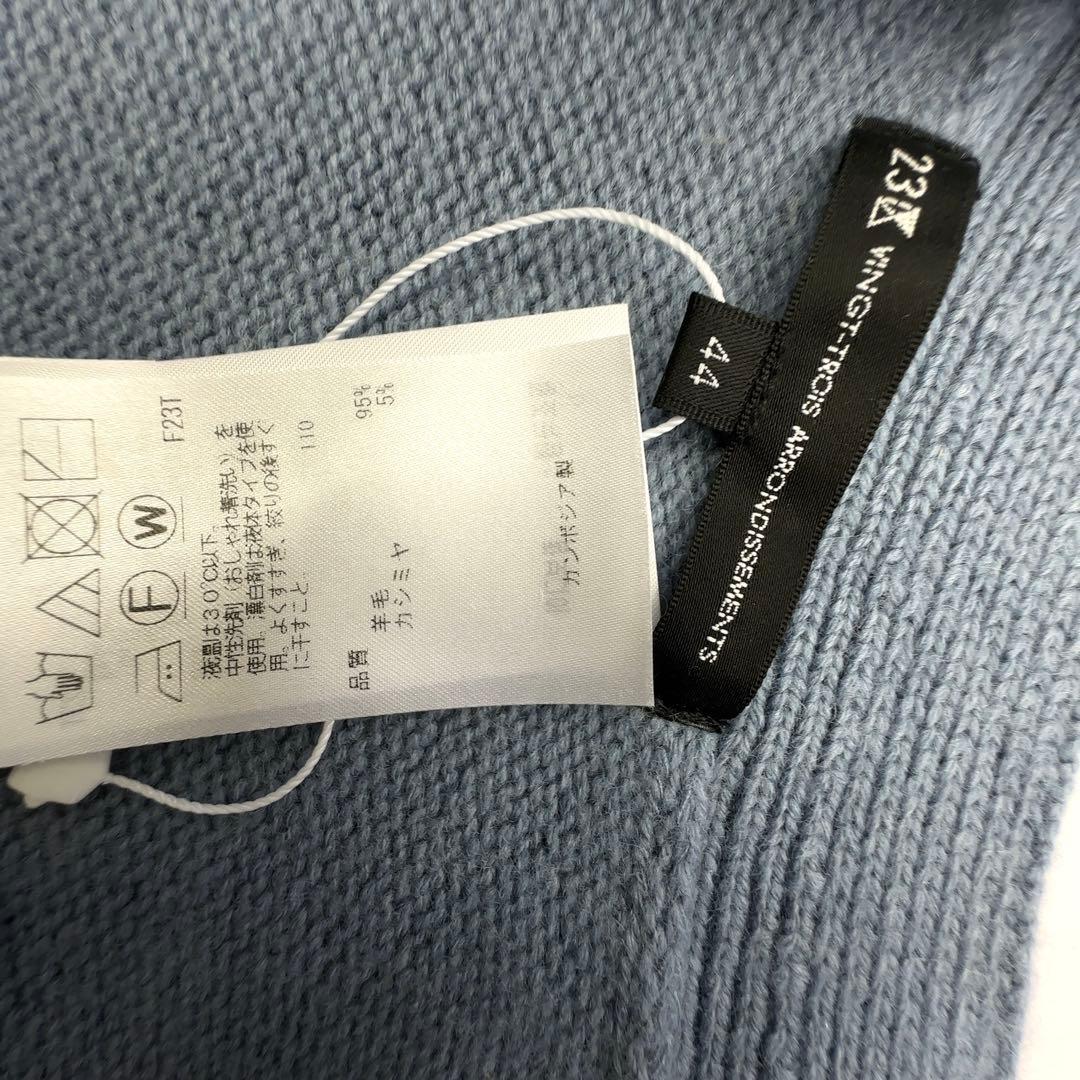 23区 VINGT-TROIS ARRONDISSEMENTS
44
F23T
W
F
液温は30℃以下。
中性洗剤（おしゃれ着洗い）を
使用。漂白剤は液体タイプを使
用。よくすすぎ、絞りの後すぐ
に干すこと。
110
品質
羊毛 95%
カシミヤ 5%
カンボジア製